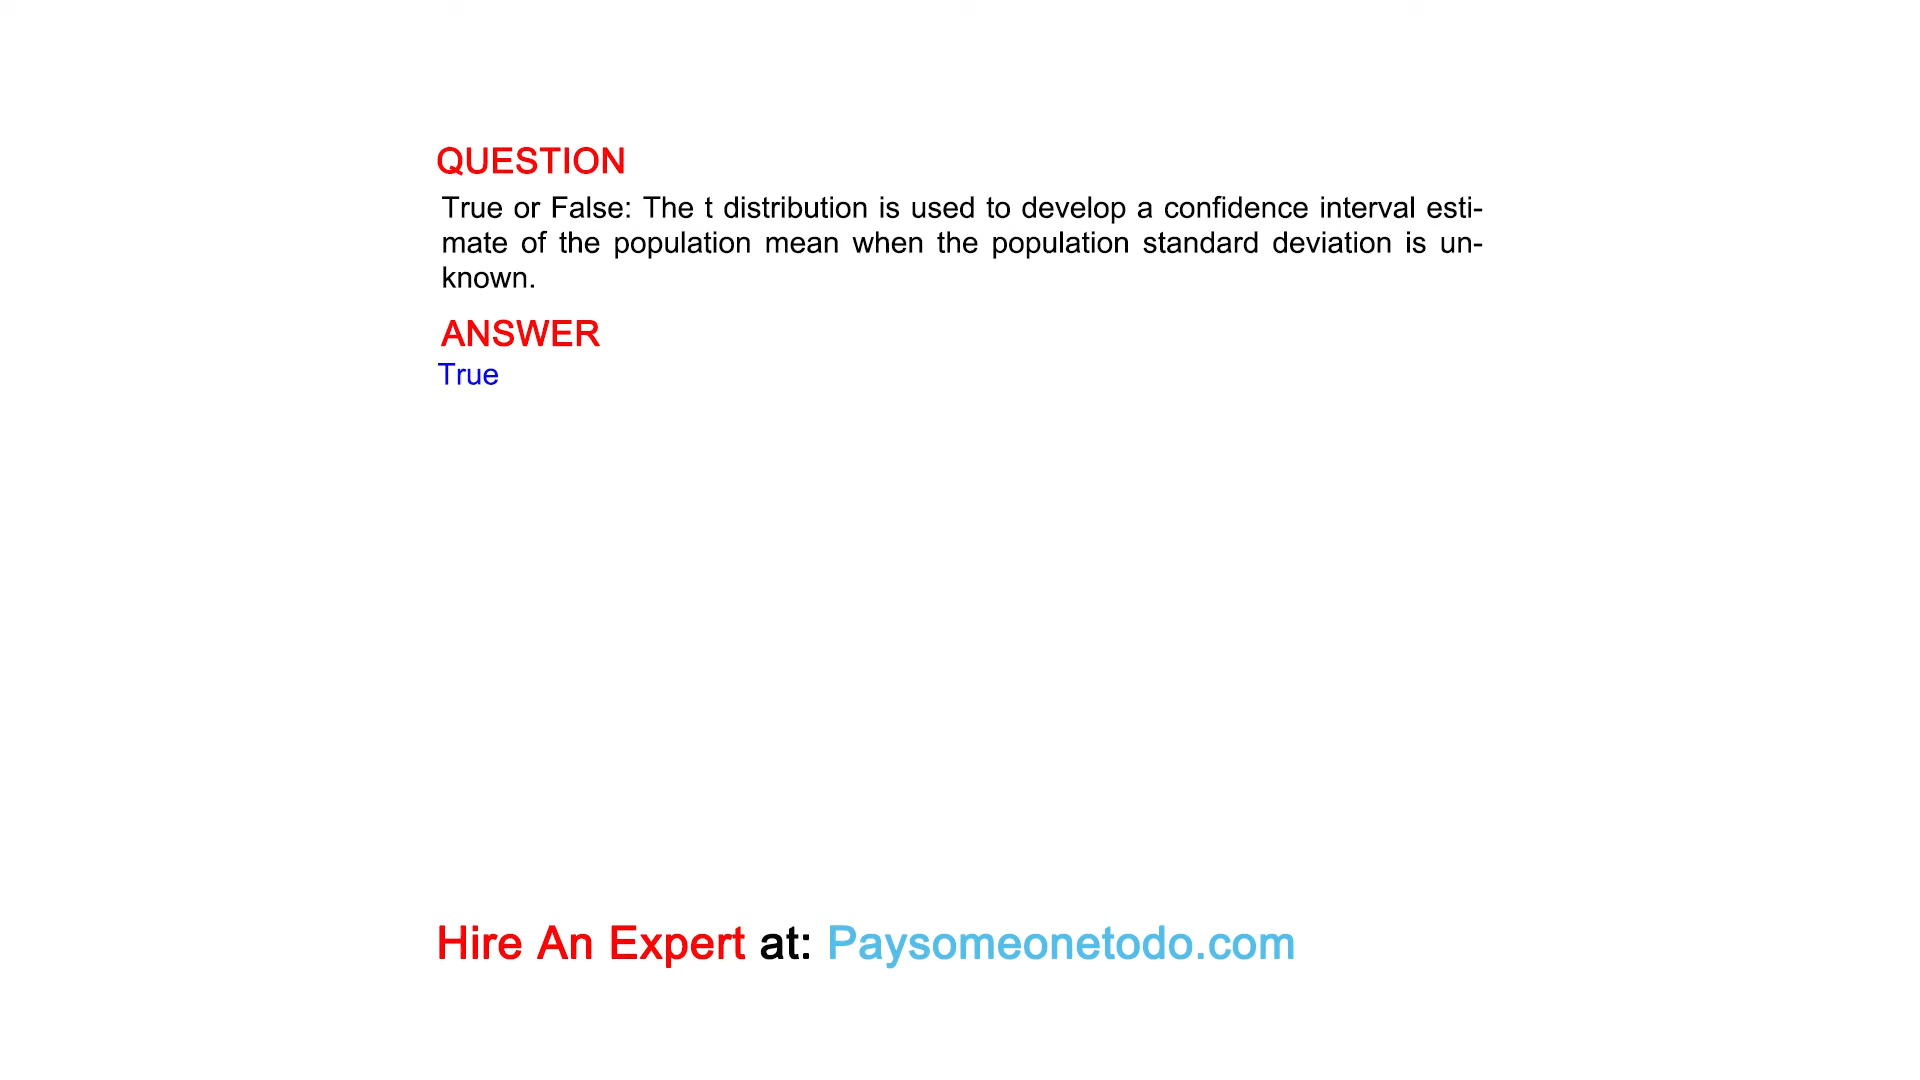 QUESTION
True or False: The t distribution is used to develop a confidence interval esti-
mate of the population mean when the population standard deviation is un-
known.
ANSWER
True
Hire An Expert at: Paysomeonetodo.com